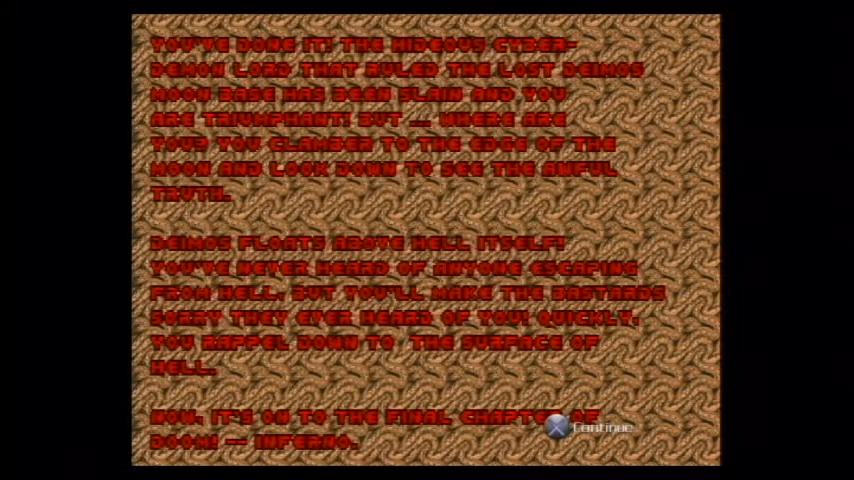 YOU'VE DONE IT! THE HIDEOUS CYBER-
DEMON LORD THAT RULED THE LOST DEIMOS
MOON BASE HAS BEEN SLAIN AND YOU
ARE TRIUMPHANT! BUT ... WHERE ARE
YOU? YOU CLAMBER TO THE EDGE OF THE
MOON AND LOOK DOWN TO SEE THE AWFUL
TRUTH.
DEIMOS FLOATS ABOVE HELL ITSELF!
YOU'VE NEVER HEARD OF ANYONE ESCAPING
FROM HELL, BUT YOU'LL MAKE THE BASTARDS
SORRY THEY EVER HEARD OF YOU! QUICKLY,
YOU RAPPEL DOWN TO THE SURFACE OF
HELL.
NOW, IT'S ON TO THE FINAL CHAPTER OF
DOOM! -- INFERNO.
Continue